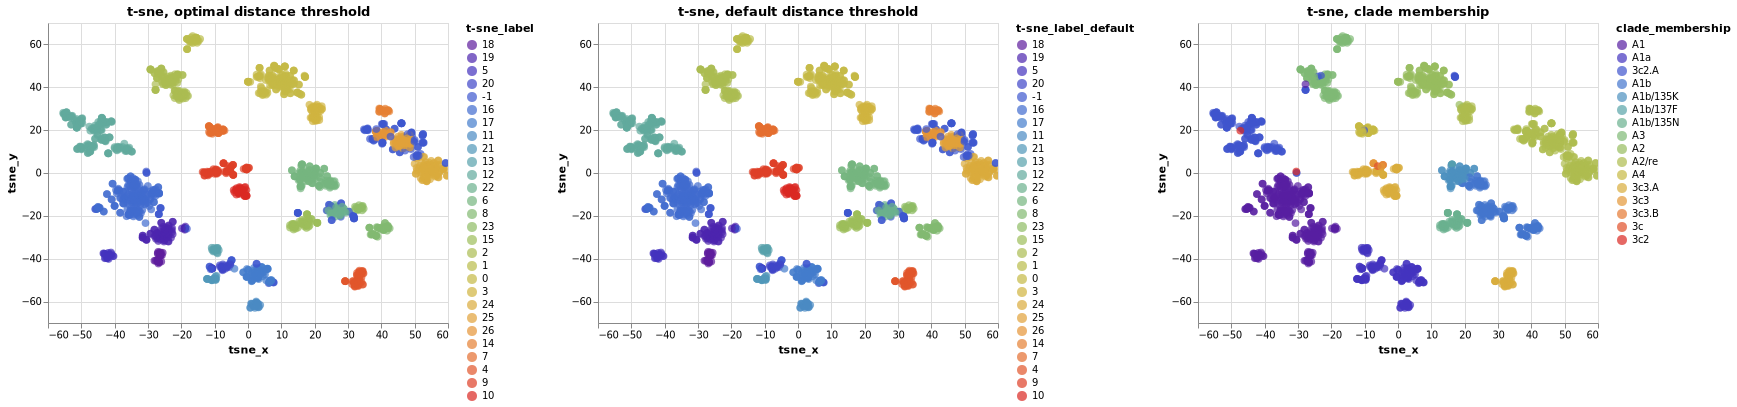 t-sne, optimal distance threshold
60
40
20
0
−20
−40
−60
tsne_y
−60 −50 −40 −30 −20 −10 0 10 20 30 40 50 60
tsne_x
t-sne_label
18
19
5
20
-1
16
17
11
21
13
12
22
6
8
23
15
2
1
0
3
24
25
26
14
7
4
9
10
t-sne, default distance threshold
60
40
20
0
−20
−40
−60
tsne_y
−60 −50 −40 −30 −20 −10 0 10 20 30 40 50 60
tsne_x
t-sne_label_default
18
19
5
20
-1
16
17
11
21
13
12
22
6
8
23
15
2
1
0
3
24
25
26
14
7
4
9
10
t-sne, clade membership
60
40
20
0
−20
−40
−60
tsne_y
−60 −50 −40 −30 −20 −10 0 10 20 30 40 50 60
tsne_x
clade_membership
A1
A1a
3c2.A
A1b
A1b/135K
A1b/137F
A1b/135N
A3
A2
A2/re
A4
3c3.A
3c3
3c3.B
3c
3c2